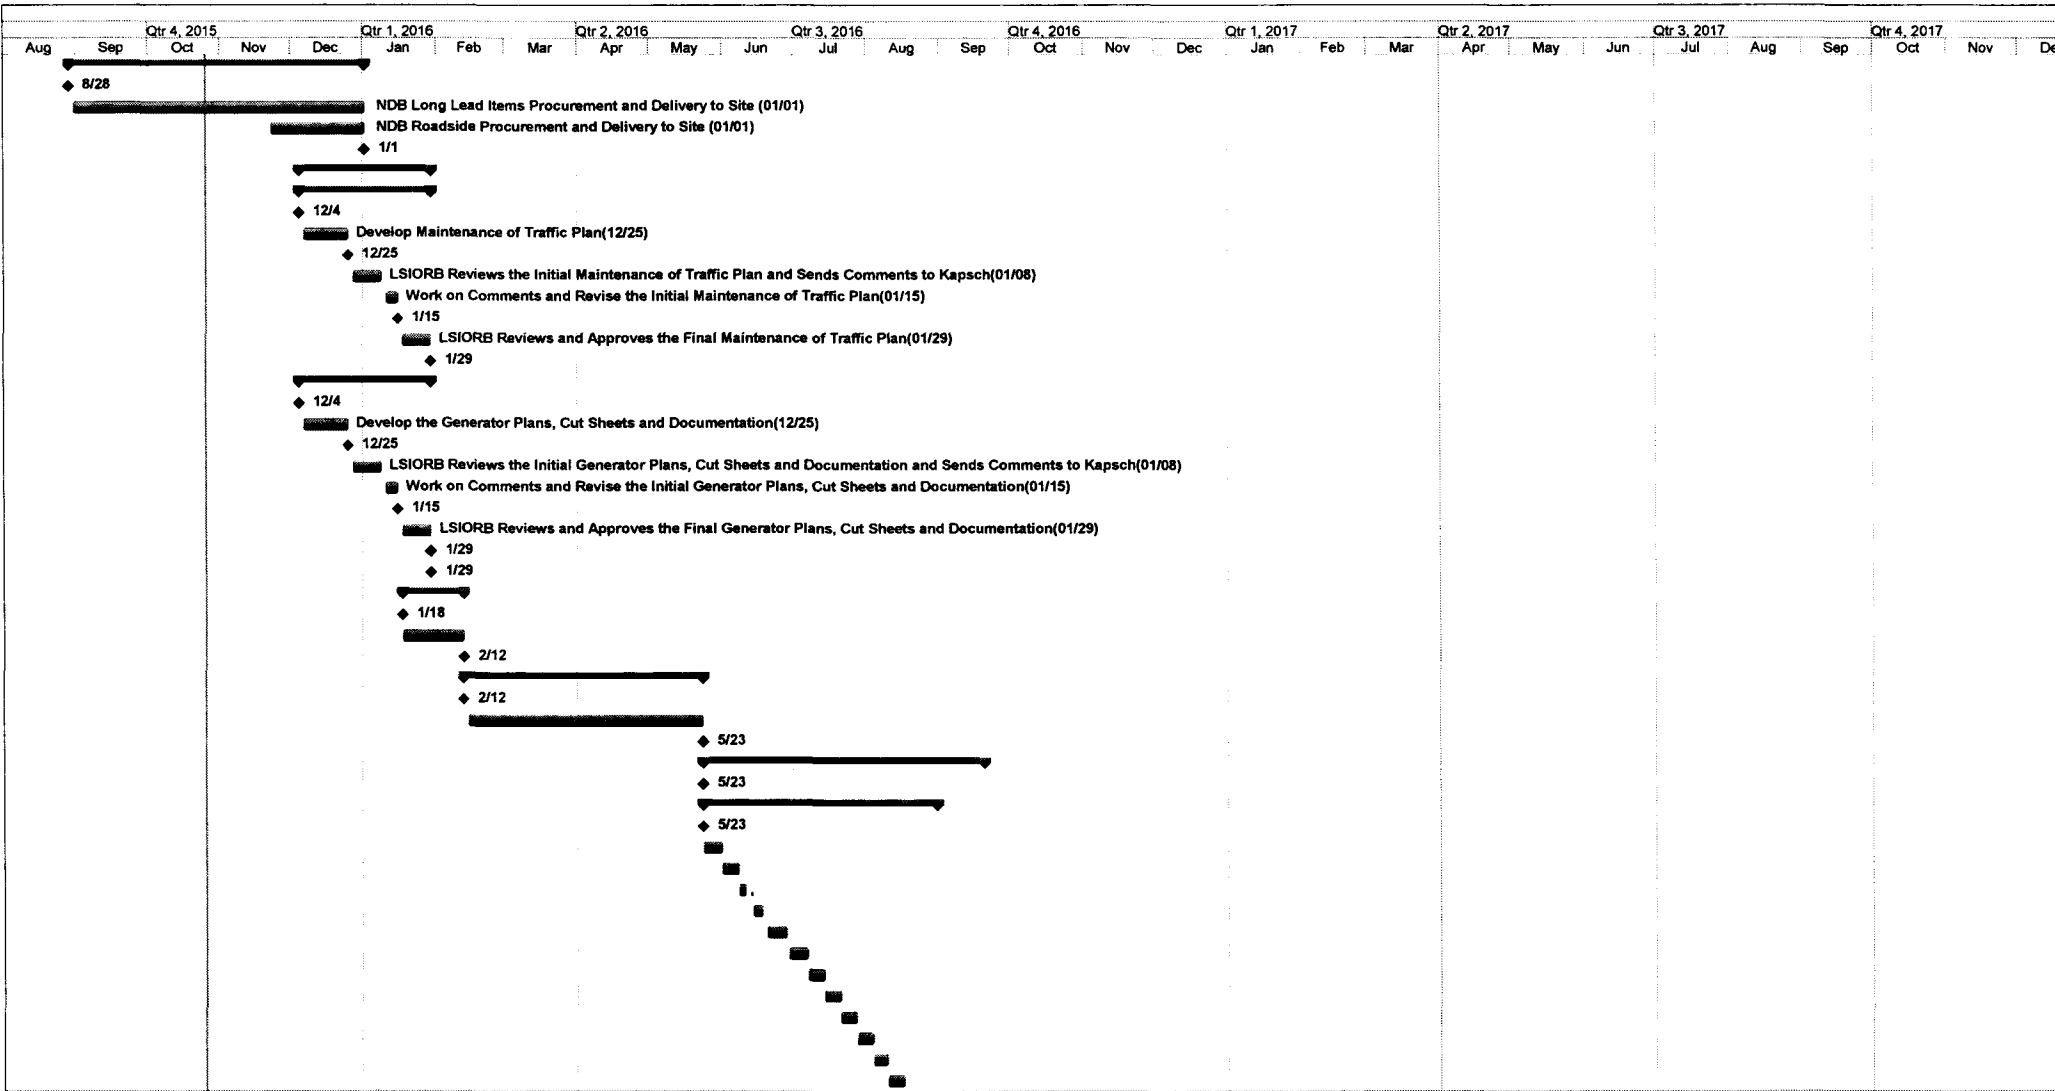 Qtr 4, 2015 Qtr 1, 2016 Qtr 2, 2016 Qtr 3, 2016 Qtr 4, 2016 Qtr 1, 2017 Qtr 2, 2017 Qtr 3, 2017 Qtr 4, 2017
Aug Sep Oct Nov Dec Jan Feb Mar Apr May Jun Jul Aug Sep Oct Nov Dec Jan Feb Mar Apr May Jun Jul Aug Sep Oct Nov De
8/28
NDB Long Lead Items Procurement and Delivery to Site (01/01)
NDB Roadside Procurement and Delivery to Site (01/01)
1/1
12/4
Develop Maintenance of Traffic Plan(12/25)
12/25
LSIORB Reviews the Initial Maintenance of Traffic Plan and Sends Comments to Kapsch(01/08)
Work on Comments and Revise the Initial Maintenance of Traffic Plan(01/15)
1/15
LSIORB Reviews and Approves the Final Maintenance of Traffic Plan(01/29)
1/29
12/4
Develop the Generator Plans, Cut Sheets and Documentation(12/25)
12/25
LSIORB Reviews the Initial Generator Plans, Cut Sheets and Documentation and Sends Comments to Kapsch(01/08)
Work on Comments and Revise the Initial Generator Plans, Cut Sheets and Documentation(01/15)
1/15
LSIORB Reviews and Approves the Final Generator Plans, Cut Sheets and Documentation(01/29)
1/29
1/29
1/18
2/12
2/12
5/23
5/23
5/23